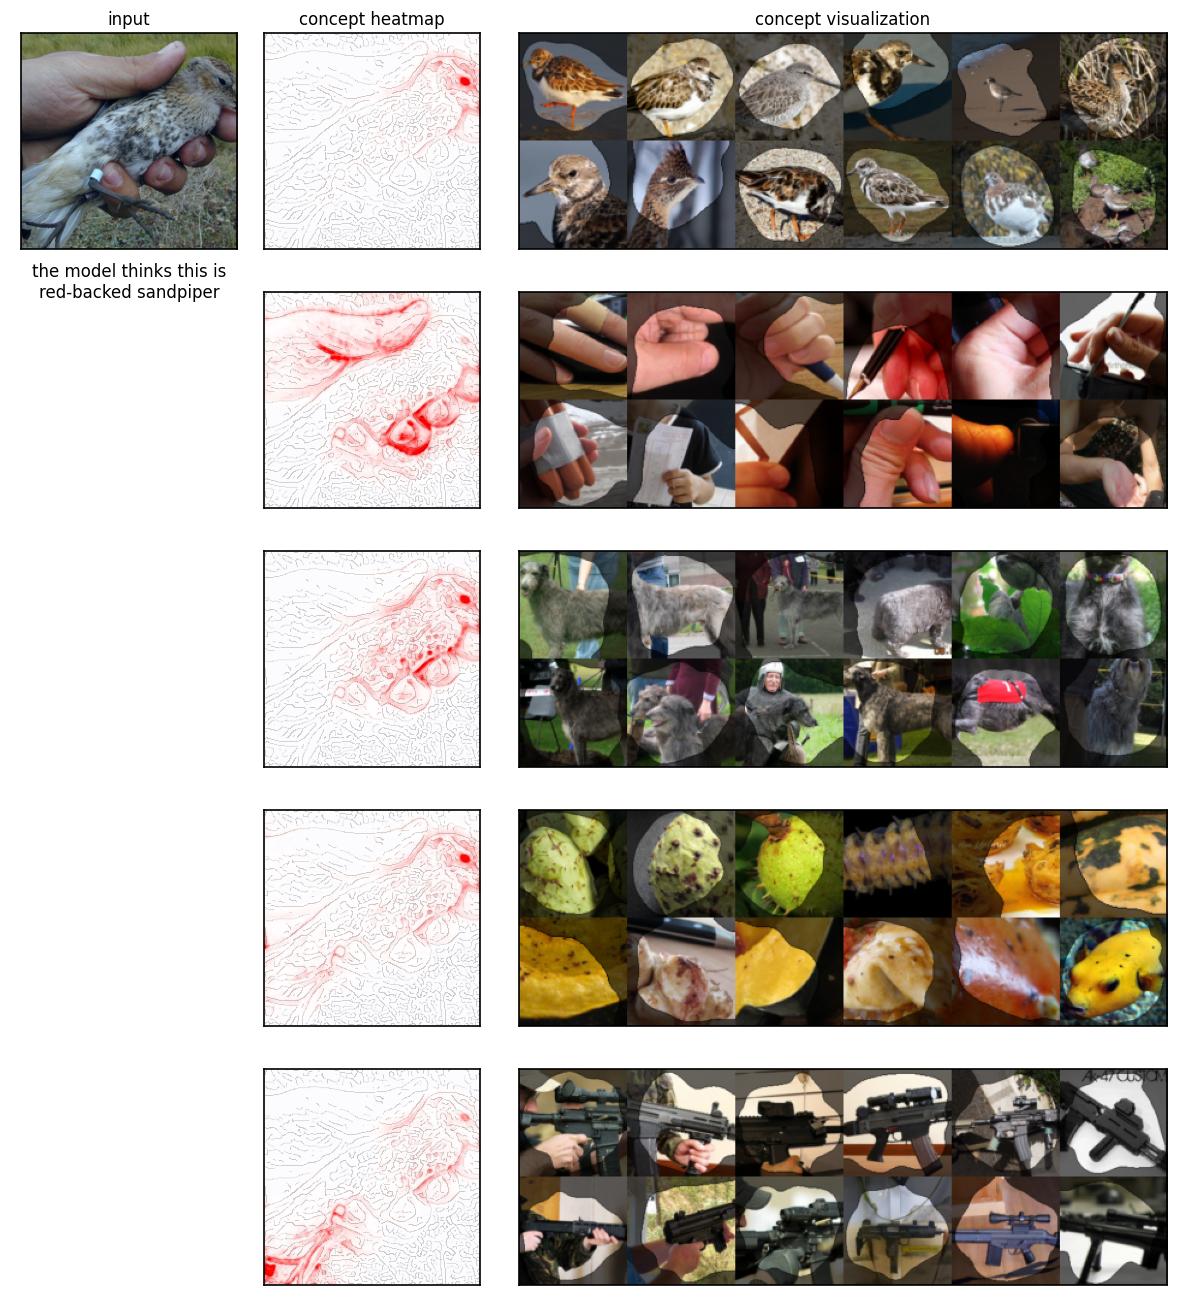 input
concept heatmap
concept visualization
the model thinks this is
red-backed sandpiper